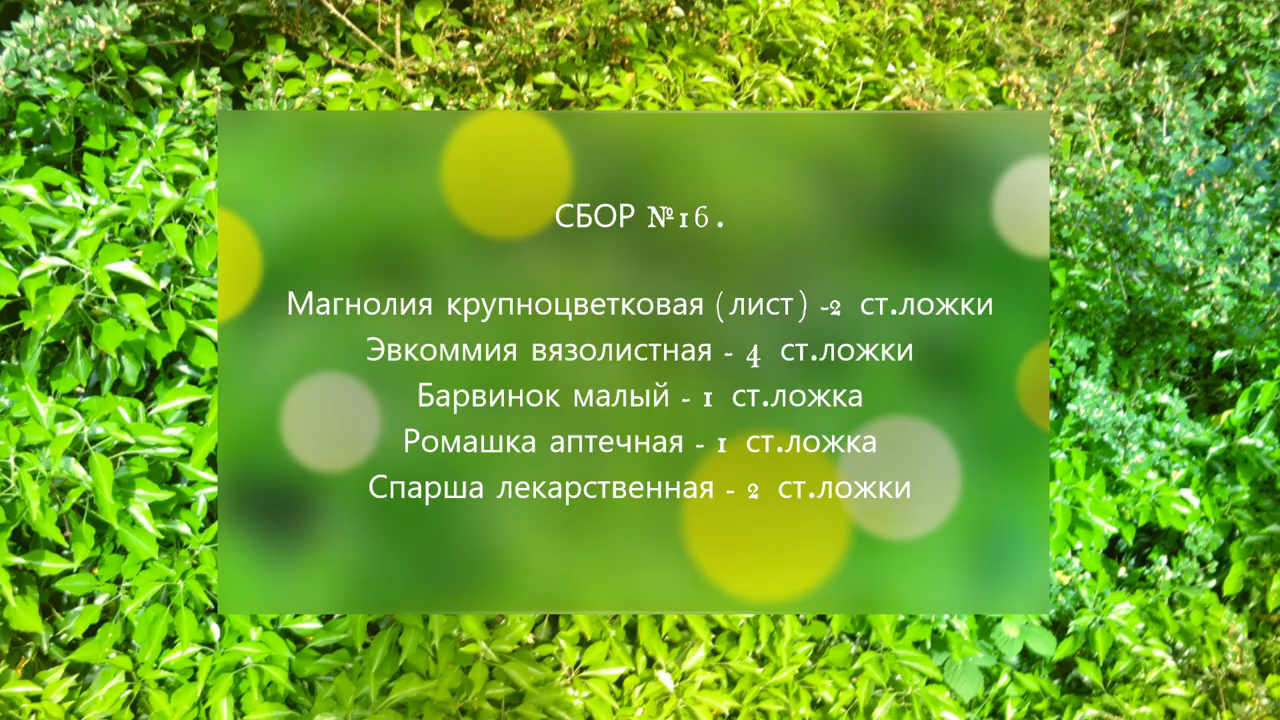 СБОР №16.
Магнолия крупноцветковая (лист) -2 ст.ложки
Эвкоммия вязолистная - 4 ст.ложки
Барвинок малый - 1 ст.ложка
Ромашка аптечная - 1 ст.ложка
Спарша лекарственная - 2 ст.ложки